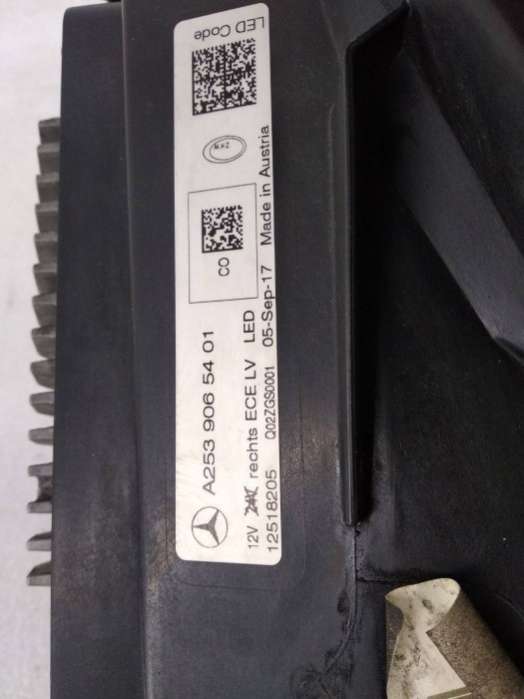 A253 906 54 01
12V 24V rechts ECE LV LED
12518205 Q02ZGS0001 05-Sep-17 Made in Austria
CO
LED Code